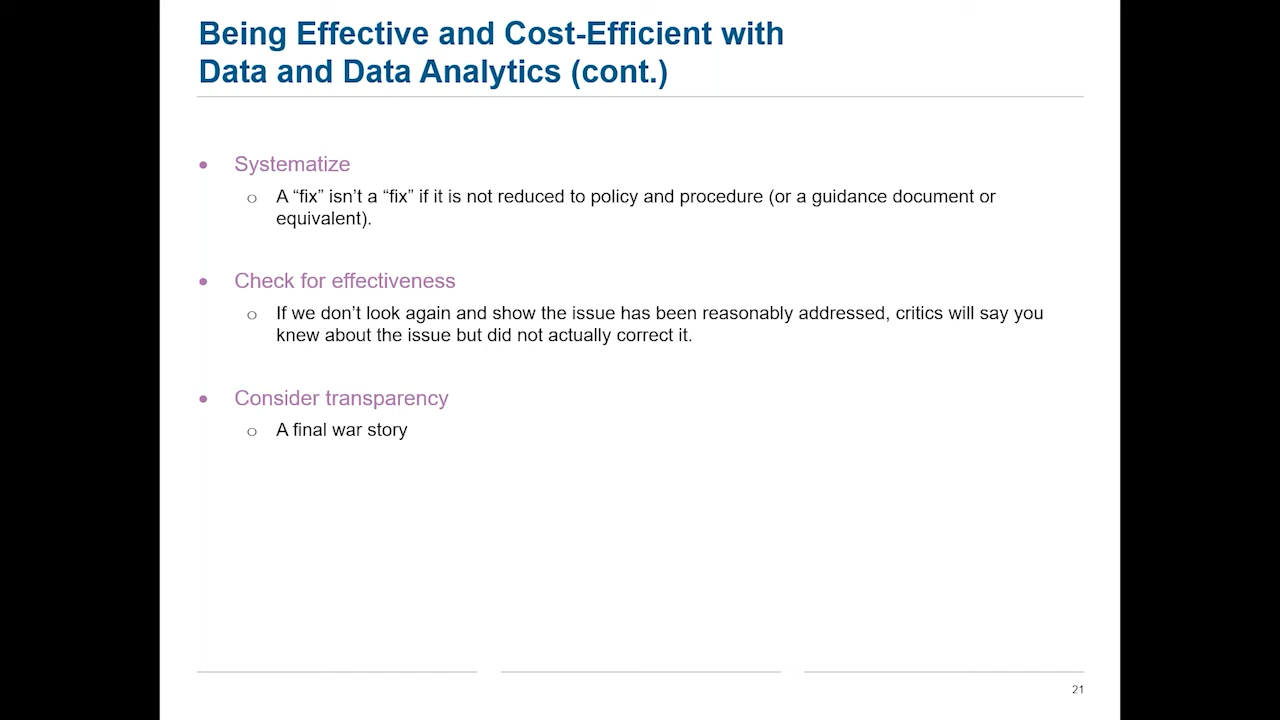 Being Effective and Cost-Efficient with
Data and Data Analytics (cont.)
• Systematize
o A “fix” isn’t a “fix” if it is not reduced to policy and procedure (or a guidance document or
equivalent).
• Check for effectiveness
o If we don’t look again and show the issue has been reasonably addressed, critics will say you
knew about the issue but did not actually correct it.
• Consider transparency
o A final war story
21